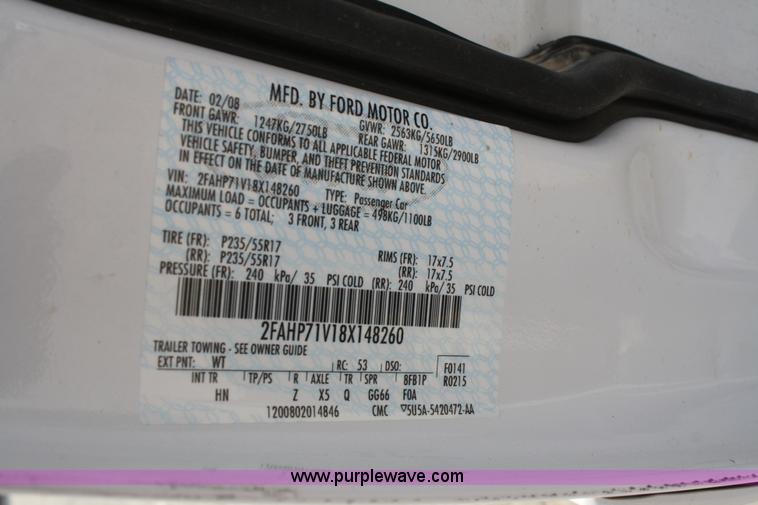 MFD. BY FORD MOTOR CO.
DATE: 02/08 GVWR: 2563KG/5650LB
FRONT GAWR: 1247KG/2750LB REAR GAWR: 1315KG/2900LB
THIS VEHICLE CONFORMS TO ALL APPLICABLE FEDERAL MOTOR
VEHICLE SAFETY, BUMPER, AND THEFT PREVENTION STANDARDS
IN EFFECT ON THE DATE OF MANUFACTURE SHOWN ABOVE.
VIN: 2FAHP71V18X148260 TYPE: Passenger Car
MAXIMUM LOAD = OCCUPANTS + LUGGAGE = 498KG/1100LB
OCCUPANTS = 6 TOTAL; 3 FRONT, 3 REAR
TIRE (FR): P235/55R17 RIMS (FR): 17x7.5
(RR): P235/55R17 (RR): 17x7.5
PRESSURE (FR): 240 kPa/ 35 PSI COLD (RR): 240 kPa/ 35 PSI COLD
2FAHP71V18X148260
TRAILER TOWING - SEE OWNER GUIDE
EXT PNT: WT RC: 53 DSO: F0141
INT TR TP/PS R AXLE TR SPR 8FB1P R0215
HN Z X5 Q GG66 F0A
1200802014846 CMC ▽5U5A-5420472-AA
www.purplewave.com